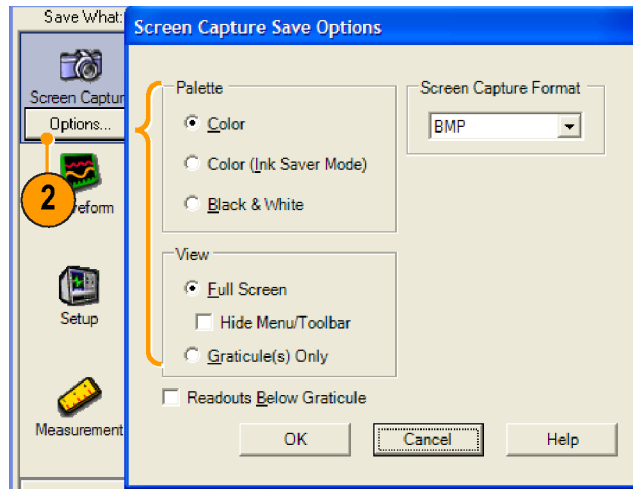 Save What:
Screen Captur
Options...
2
eform
Setup
Measurement
Screen Capture Save Options
Palette
Color
Color (Ink Saver Mode)
Black & White
View
Full Screen
Hide Menu/Toolbar
Graticule(s) Only
Readouts Below Graticule
Screen Capture Format
BMP
OK
Cancel
Help